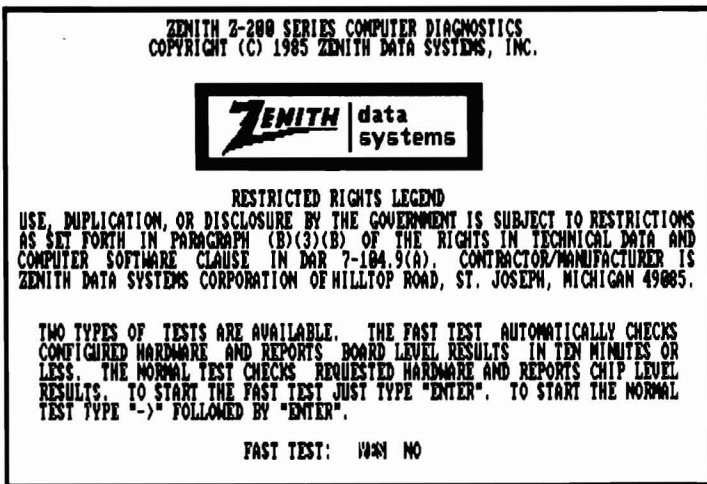 ZENITH Z-200 SERIES COMPUTER DIAGNOSTICS
COPYRIGHT (C) 1985 ZENITH DATA SYSTEMS, INC.
ZENITH data
systems
RESTRICTED RIGHTS LEGEND
USE, DUPLICATION, OR DISCLOSURE BY THE GOVERNMENT IS SUBJECT TO RESTRICTIONS
AS SET FORTH IN PARAGRAPH (B)(3)(B) OF THE RIGHTS IN TECHNICAL DATA AND
COMPUTER SOFTWARE CLAUSE IN DAR 7-104.9(A). CONTRACTOR/MANUFACTURER IS
ZENITH DATA SYSTEMS CORPORATION OF HILLTOP ROAD, ST. JOSEPH, MICHIGAN 49085.
TWO TYPES OF TESTS ARE AVAILABLE. THE FAST TEST AUTOMATICALLY CHECKS
CONFIGURED HARDWARE AND REPORTS BOARD LEVEL RESULTS IN TEN MINUTES OR
LESS. THE NORMAL TEST CHECKS REQUESTED HARDWARE AND REPORTS CHIP LEVEL
RESULTS. TO START THE FAST TEST JUST TYPE "ENTER". TO START THE NORMAL
TEST TYPE "->" FOLLOWED BY "ENTER".
FAST TEST: NO